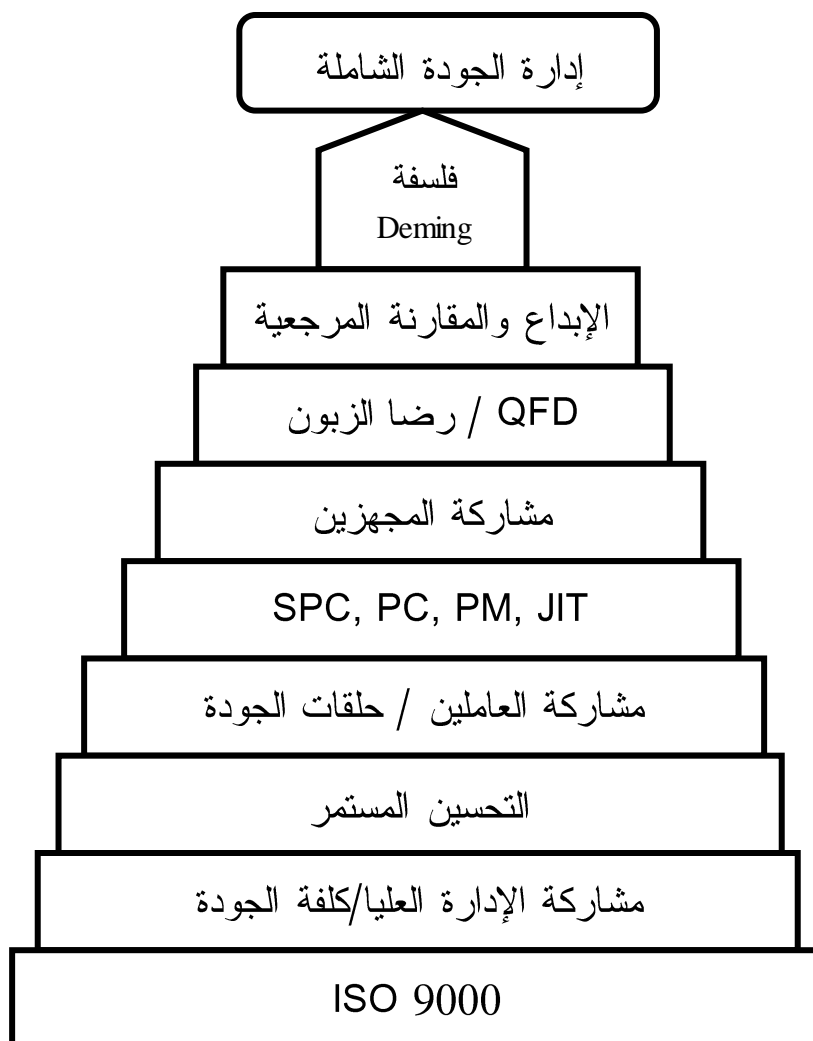 إدارة الجودة الشاملة
فلسفة
Deming
الإبداع والمقارنة المرجعية
QFD / رضا الزبون
مشاركة المجهزين
SPC, PC, PM, JIT
مشاركة العاملين / حلقات الجودة
التحسين المستمر
مشاركة الإدارة العليا/كلفة الجودة
ISO 9000